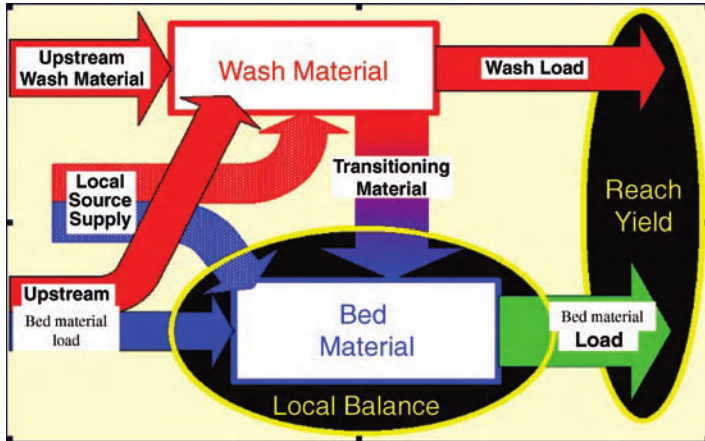 Upstream
Wash Material
Wash Material
Wash Load
Local
Source
Supply
Transitioning
Material
Reach
Yield
Upstream
Bed material
load
Bed
Material
Bed material
Load
Local Balance